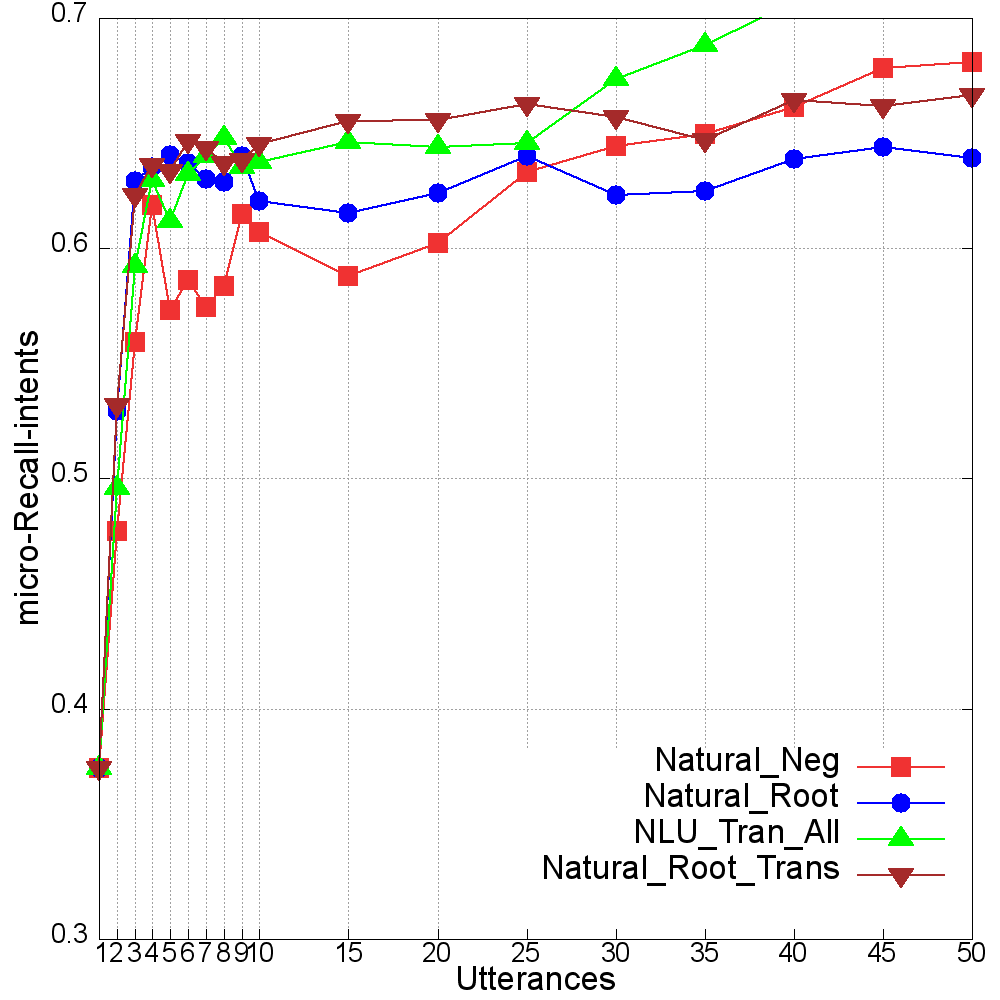 0.7
0.6
0.5
0.4
0.3
micro-Recall-intents
Natural_Neg
Natural_Root
NLU_Tran_All
Natural_Root_Trans
1 2 3 4 5 6 7 8 9 10 15 20 25 30 35 40 45 50
Utterances